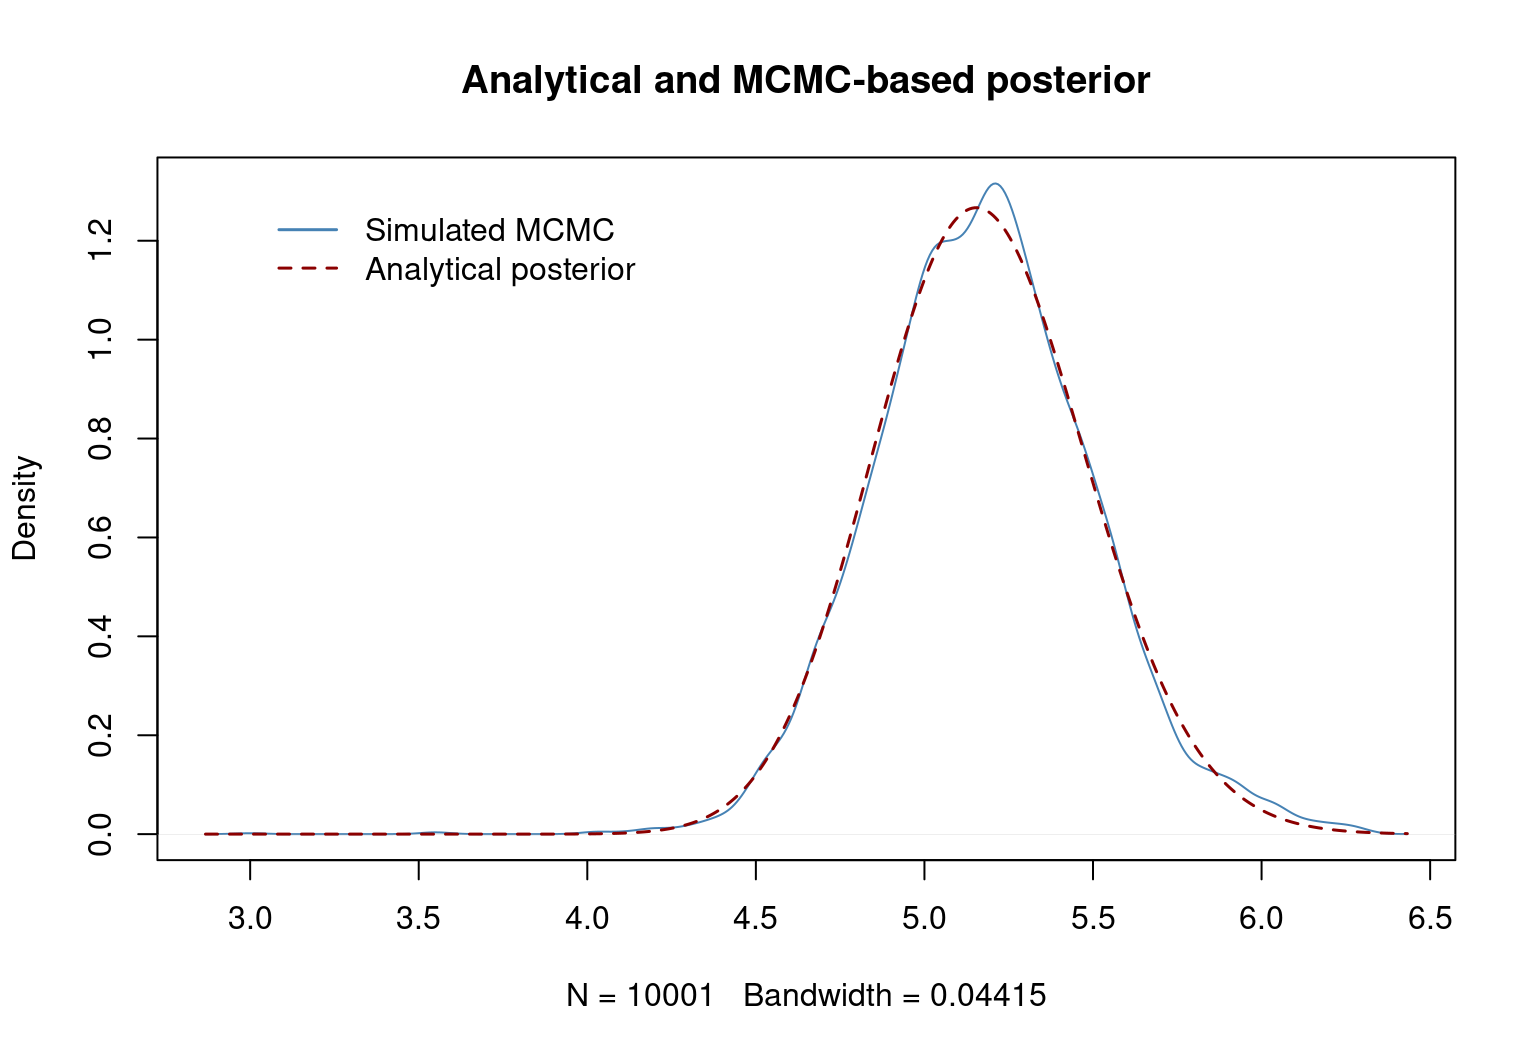 Analytical and MCMC-based posterior
Simulated MCMC
Analytical posterior
Density
1.2
1.0
0.8
0.6
0.4
0.2
0.0
3.0 3.5 4.0 4.5 5.0 5.5 6.0 6.5
N = 10001 Bandwidth = 0.04415